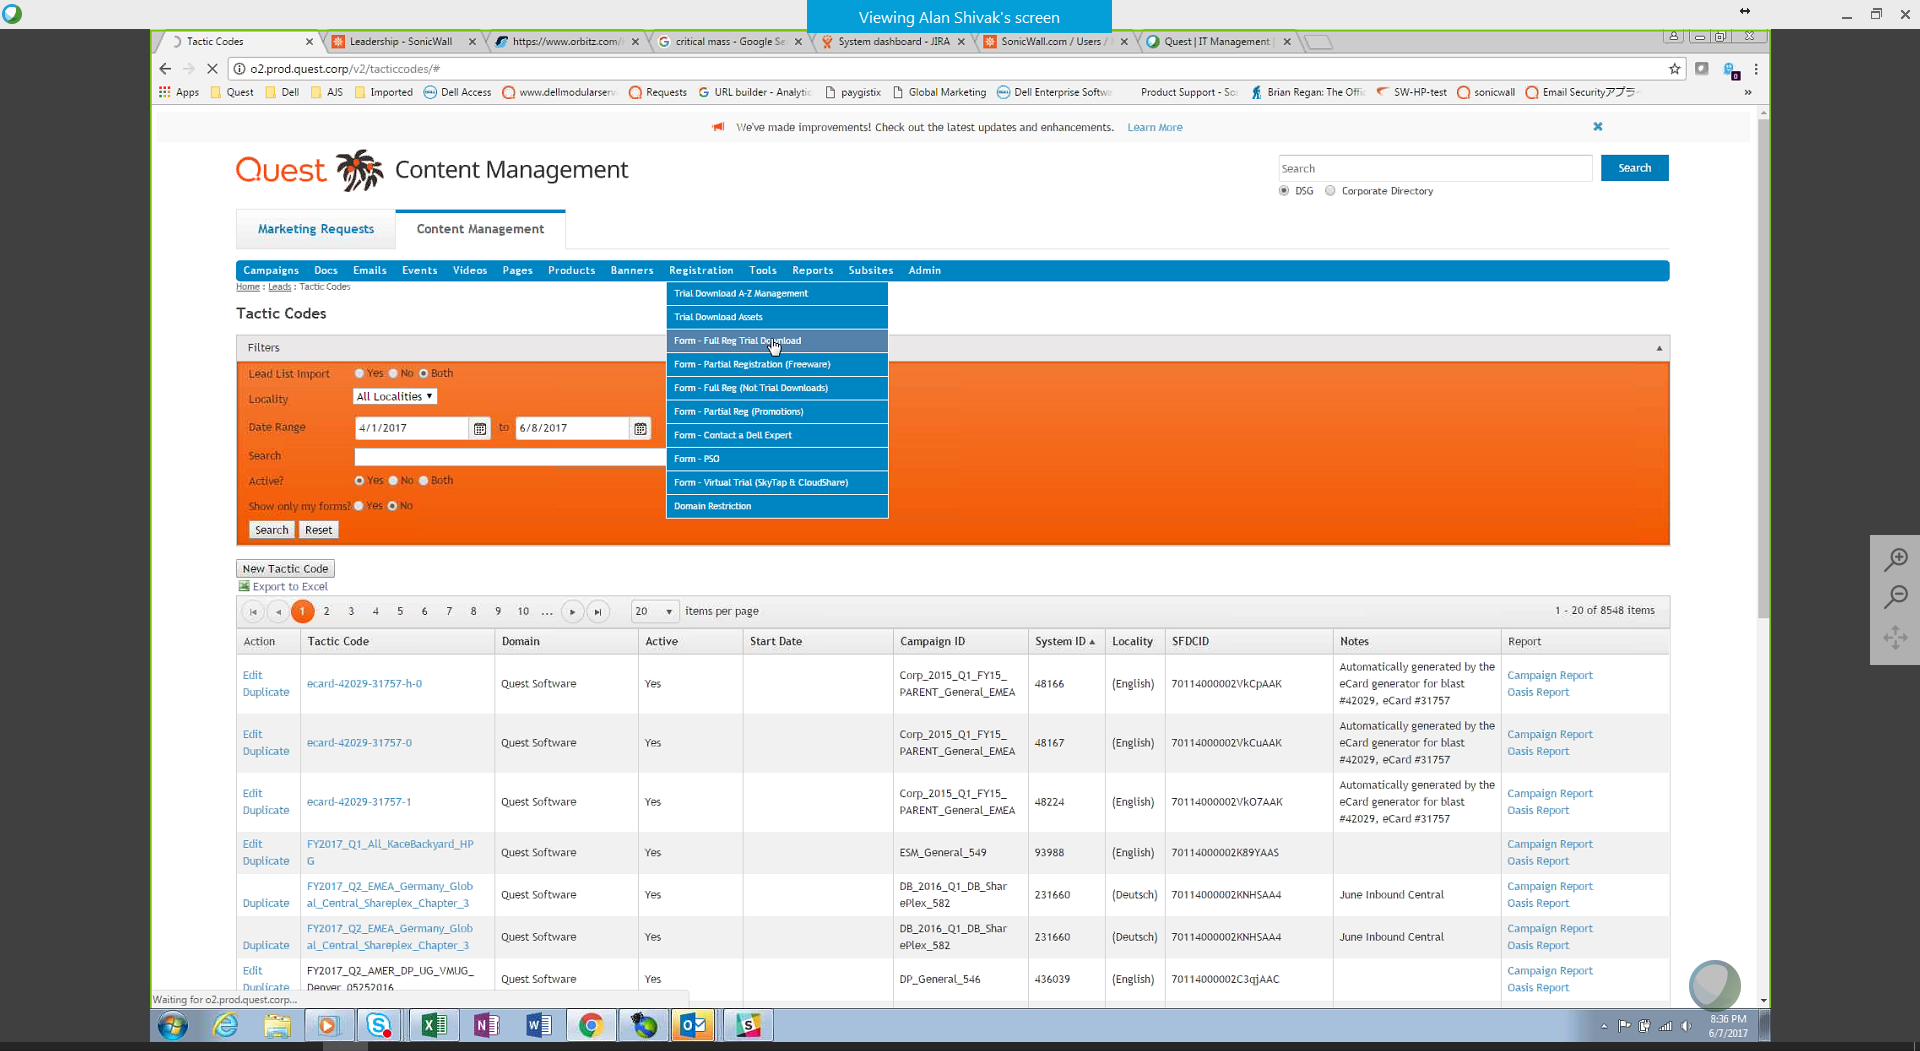 Viewing Alan Shivak's screen
Tactic Codes
Leadership - SonicWall
https://www.orbitz.com/
critical mass - Google Se
System dashboard - JIRA
SonicWall.com / Users /
Quest | IT Management
o2.prod.quest.corp/v2/tacticcodes/#
Apps Quest Dell AJS Imported Dell Access www.dellmodularserv Requests URL builder - Analytic paygistix Global Marketing Dell Enterprise Softw Product Support - So Brian Regan: The Offi SW-HP-test sonicwall Email Securityアプラ »
We've made improvements! Check out the latest updates and enhancements. Learn More
Quest Content Management
Search Search
DSG Corporate Directory
Marketing Requests Content Management
Campaigns Docs Emails Events Videos Pages Products Banners Registration Tools Reports Subsites Admin
Home : Leads : Tactic Codes
Trial Download A-Z Management
Trial Download Assets
Form - Full Reg Trial Download
Form - Partial Registration (Freeware)
Form - Full Reg (Not Trial Downloads)
Form - Partial Reg (Promotions)
Form - Contact a Dell Expert
Form - PSO
Form - Virtual Trial (SkyTap & CloudShare)
Domain Restriction
Tactic Codes
Filters
Lead List Import Yes No Both
Locality All Localities
Date Range 4/1/2017 to 6/8/2017
Search
Active? Yes No Both
Show only my forms? Yes No
Search Reset
New Tactic Code
Export to Excel
1 2 3 4 5 6 7 8 9 10 ... 20 items per page 1 - 20 of 8548 items
Action Tactic Code Domain Active Start Date Campaign ID System ID Locality SFDCID Notes Report
Edit Duplicate ecard-42029-31757-h-0 Quest Software Yes Corp_2015_Q1_FY15_PARENT_General_EMEA 48166 (English) 70114000002VkCpAAK Automatically generated by the eCard generator for blast #42029, eCard #31757 Campaign Report Oasis Report
Edit Duplicate ecard-42029-31757-0 Quest Software Yes Corp_2015_Q1_FY15_PARENT_General_EMEA 48167 (English) 70114000002VkCuAAK Automatically generated by the eCard generator for blast #42029, eCard #31757 Campaign Report Oasis Report
Edit Duplicate ecard-42029-31757-1 Quest Software Yes Corp_2015_Q1_FY15_PARENT_General_EMEA 48224 (English) 70114000002VkO7AAK Automatically generated by the eCard generator for blast #42029, eCard #31757 Campaign Report Oasis Report
Edit Duplicate FY2017_Q1_All_KaceBackyard_HPG Quest Software Yes ESM_General_549 93988 (English) 70114000002K89YAAS Campaign Report Oasis Report
Duplicate FY2017_Q2_EMEA_Germany_Global_Central_Shareplex_Chapter_3 Quest Software Yes DB_2016_Q1_DB_SharePlex_582 231660 (Deutsch) 70114000002KNHSAA4 June Inbound Central Campaign Report Oasis Report
Duplicate FY2017_Q2_EMEA_Germany_Global_Central_Shareplex_Chapter_3 Quest Software Yes DB_2016_Q1_DB_SharePlex_582 231660 (Deutsch) 70114000002KNHSAA4 June Inbound Central Campaign Report Oasis Report
Edit Duplicate FY2017_Q2_AMER_DP_UG_VMUG_Denver_05252016 Quest Software Yes DP_General_546 436039 (English) 70114000002C3qjAAC Campaign Report Oasis Report
Waiting for o2.prod.quest.corp...
8:36 PM
6/7/2017